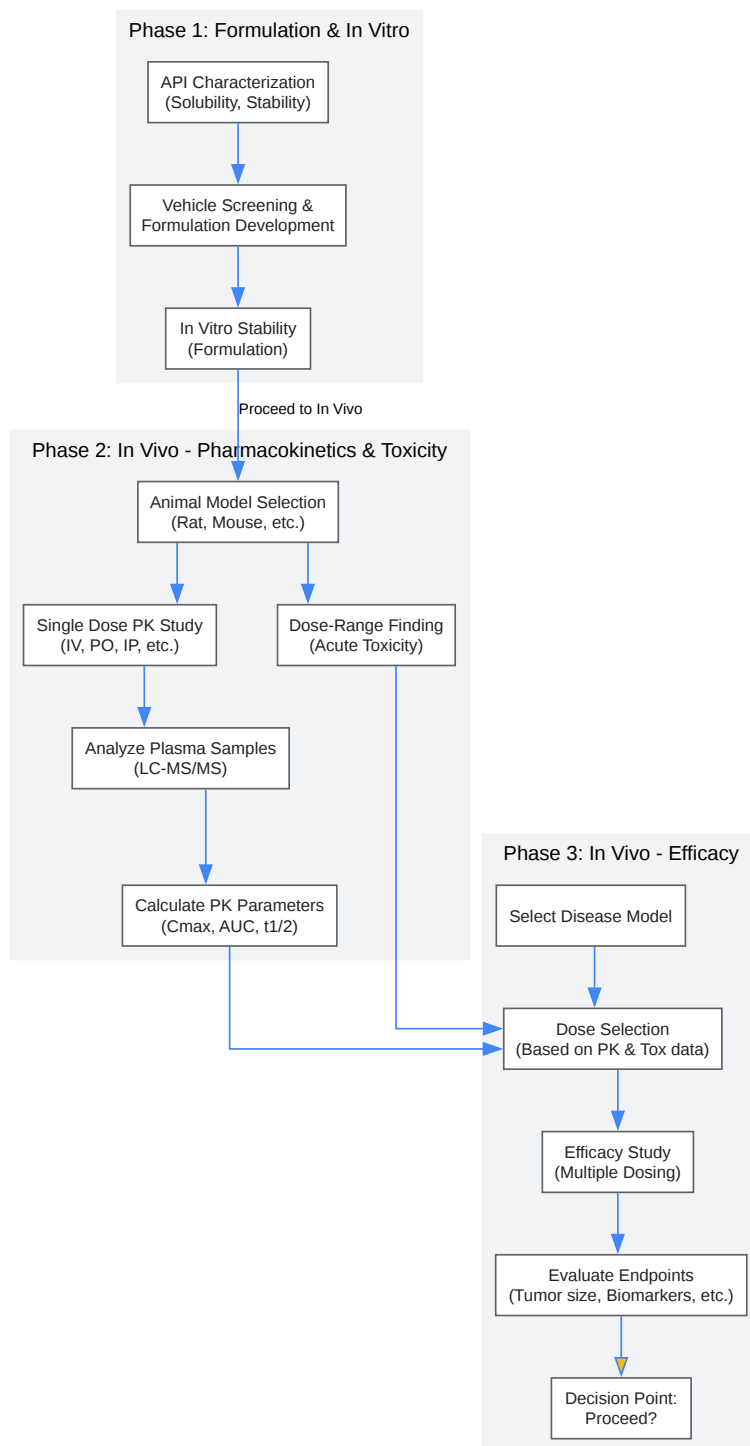 Phase 1: Formulation & In Vitro
API Characterization
(Solubility, Stability)
Vehicle Screening &
Formulation Development
In Vitro Stability
(Formulation)
Proceed to In Vivo
Phase 2: In Vivo - Pharmacokinetics & Toxicity
Animal Model Selection
(Rat, Mouse, etc.)
Single Dose PK Study
(IV, PO, IP, etc.)
Dose-Range Finding
(Acute Toxicity)
Analyze Plasma Samples
(LC-MS/MS)
Calculate PK Parameters
(Cmax, AUC, t1/2)
Phase 3: In Vivo - Efficacy
Select Disease Model
Dose Selection
(Based on PK & Tox data)
Efficacy Study
(Multiple Dosing)
Evaluate Endpoints
(Tumor size, Biomarkers, etc.)
Decision Point:
Proceed?